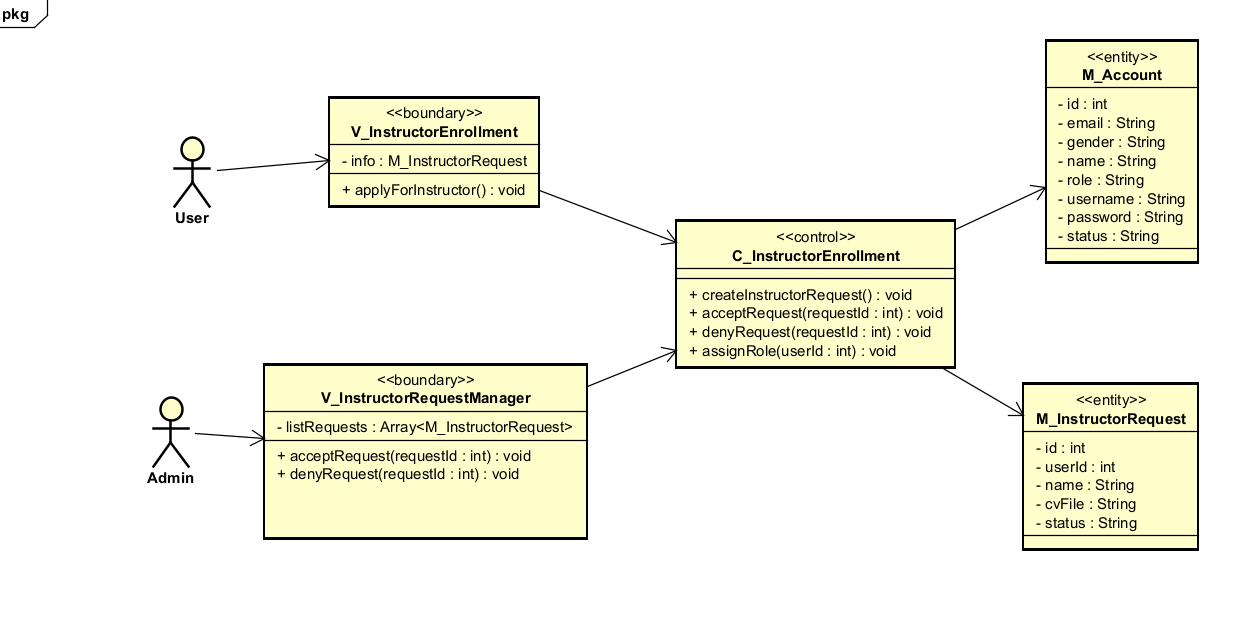 pkg
<<entity>>
M_Account
- id : int
- email : String
- gender : String
- name : String
- role : String
- username : String
- password : String
- status : String
<<boundary>>
V_InstructorEnrollment
- info : M_InstructorRequest
+ applyForInstructor() : void
User
<<control>>
C_InstructorEnrollment
+ createInstructorRequest() : void
+ acceptRequest(requestId : int) : void
+ denyRequest(requestId : int) : void
+ assignRole(userId : int) : void
<<boundary>>
V_InstructorRequestManager
- listRequests : Array<M_InstructorRequest>
+ acceptRequest(requestId : int) : void
+ denyRequest(requestId : int) : void
Admin
<<entity>>
M_InstructorRequest
- id : int
- userId : int
- name : String
- cvFile : String
- status : String